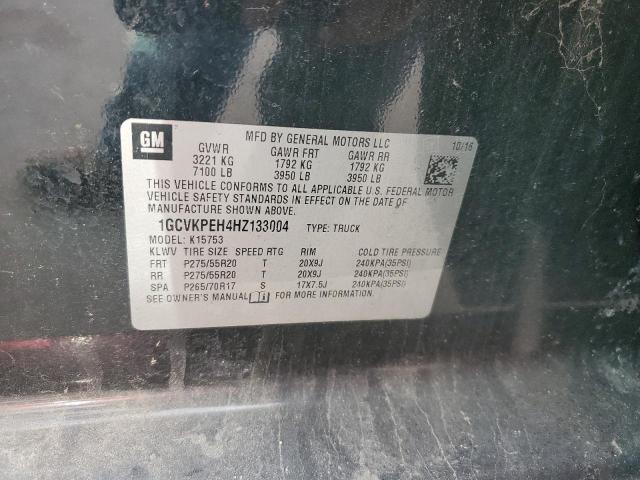 GM
MFD BY GENERAL MOTORS LLC 10/16
GVWR GAWR FRT GAWR RR
3221 KG 1792 KG 1792 KG
7100 LB 3950 LB 3950 LB
THIS VEHICLE CONFORMS TO ALL APPLICABLE U.S. FEDERAL MOTOR
VEHICLE SAFETY STANDARDS IN EFFECT ON THE DATE OF
MANUFACTURE SHOWN ABOVE.
1GCVKPEH4HZ133004 TYPE: TRUCK
MODEL: K15753
KLWV TIRE SIZE SPEED RTG RIM COLD TIRE PRESSURE
FRT P275/55R20 T 20X9J 240KPA(35PSI)
RR P275/55R20 T 20X9J 240KPA(35PSI)
SPA P265/70R17 S 17X7.5J 240KPA(35PSI)
SEE OWNER'S MANUAL FOR MORE INFORMATION.